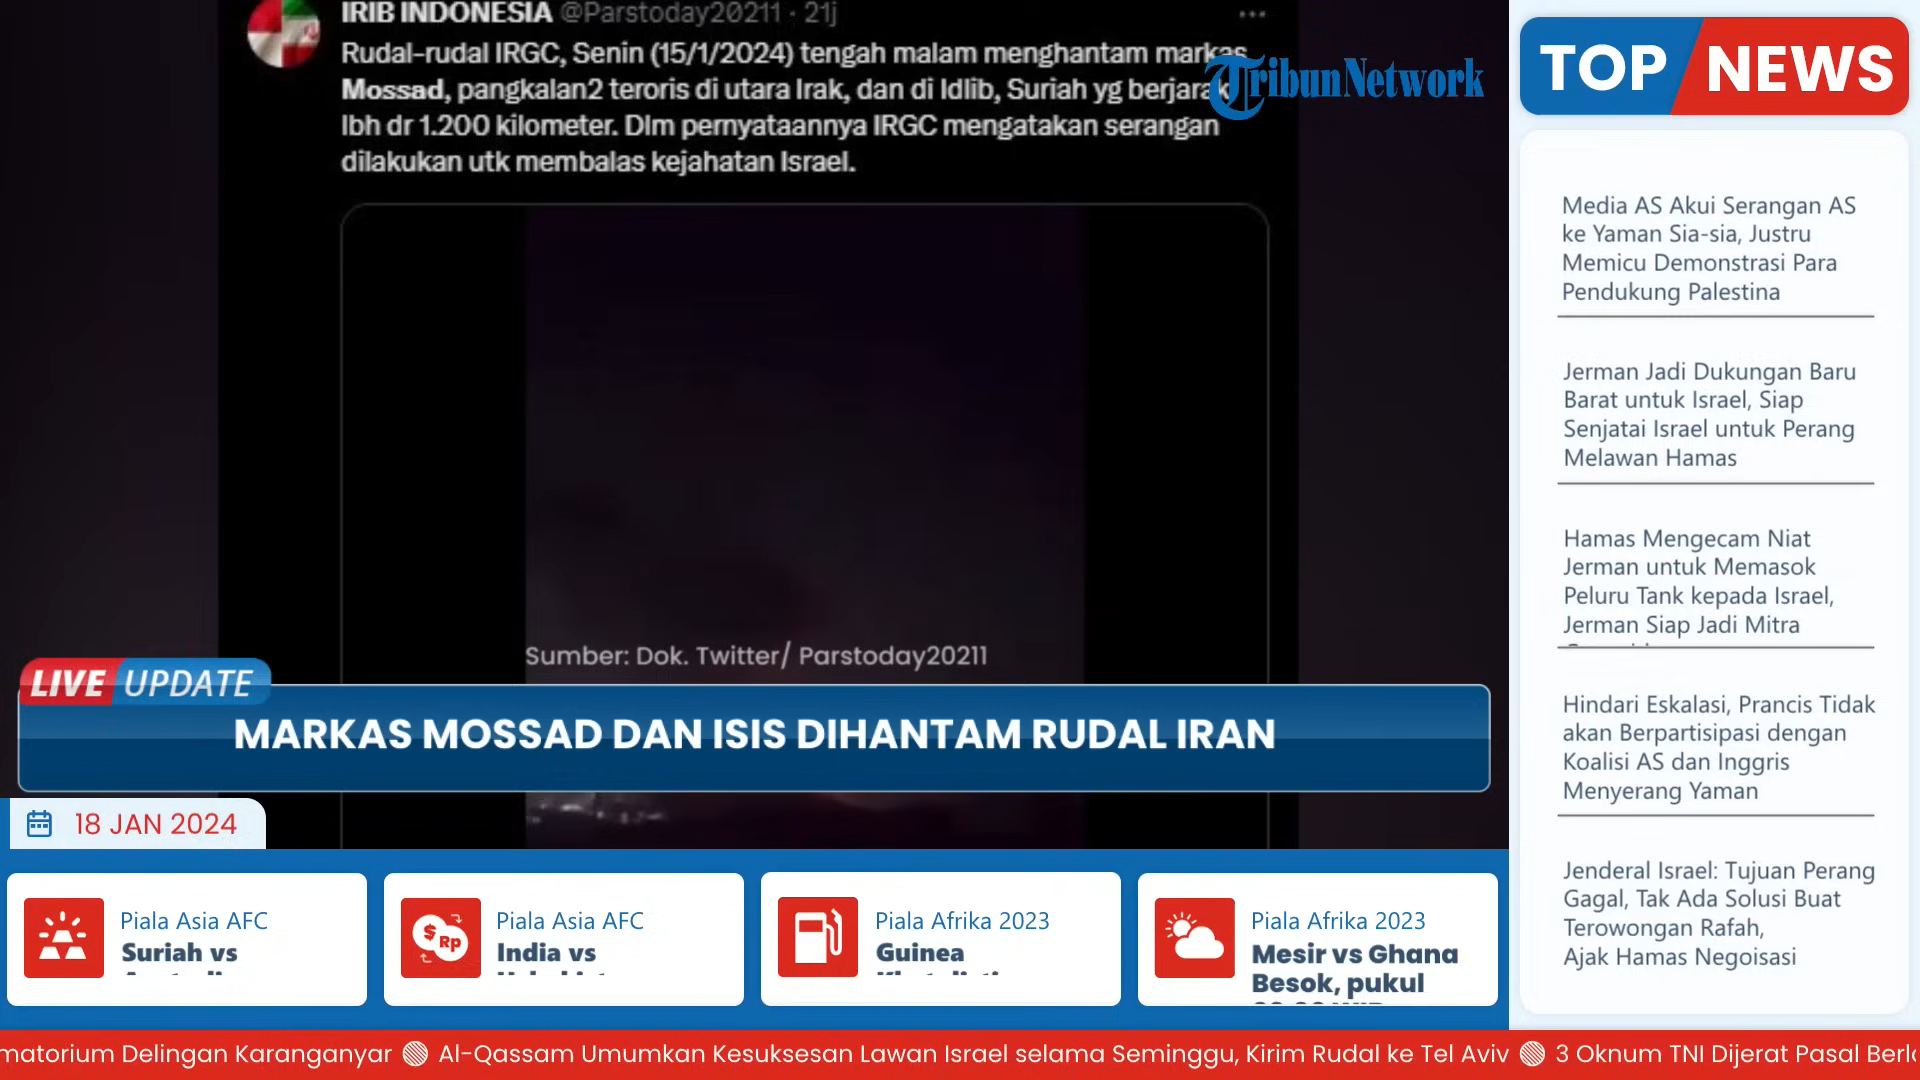 IRIB INDONESIA @Parstoday20211 · 21j
Rudal-rudal IRGC, Senin (15/1/2024) tengah malam menghantam markas
Mossad, pangkalan2 teroris di utara Irak, dan di Idlib, Suriah yg berjarak
lbh dr 1.200 kilometer. Dlm pernyataannya IRGC mengatakan serangan
dilakukan utk membalas kejahatan Israel.
TribunNetwork
Sumber: Dok. Twitter/ Parstoday20211
LIVE UPDATE
MARKAS MOSSAD DAN ISIS DIHANTAM RUDAL IRAN
18 JAN 2024
Piala Asia AFC
Suriah vs
$ Rp
Piala Asia AFC
India vs
Piala Afrika 2023
Guinea
Piala Afrika 2023
Mesir vs Ghana
Besok, pukul
TOP NEWS
Media AS Akui Serangan AS
ke Yaman Sia-sia, Justru
Memicu Demonstrasi Para
Pendukung Palestina
Jerman Jadi Dukungan Baru
Barat untuk Israel, Siap
Senjatai Israel untuk Perang
Melawan Hamas
Hamas Mengecam Niat
Jerman untuk Memasok
Peluru Tank kepada Israel,
Jerman Siap Jadi Mitra
Hindari Eskalasi, Prancis Tidak
akan Berpartisipasi dengan
Koalisi AS dan Inggris
Menyerang Yaman
Jenderal Israel: Tujuan Perang
Gagal, Tak Ada Solusi Buat
Terowongan Rafah,
Ajak Hamas Negoisasi
matorium Delingan Karanganyar Al-Qassam Umumkan Kesuksesan Lawan Israel selama Seminggu, Kirim Rudal ke Tel Aviv 3 Oknum TNI Dijerat Pasal Berl